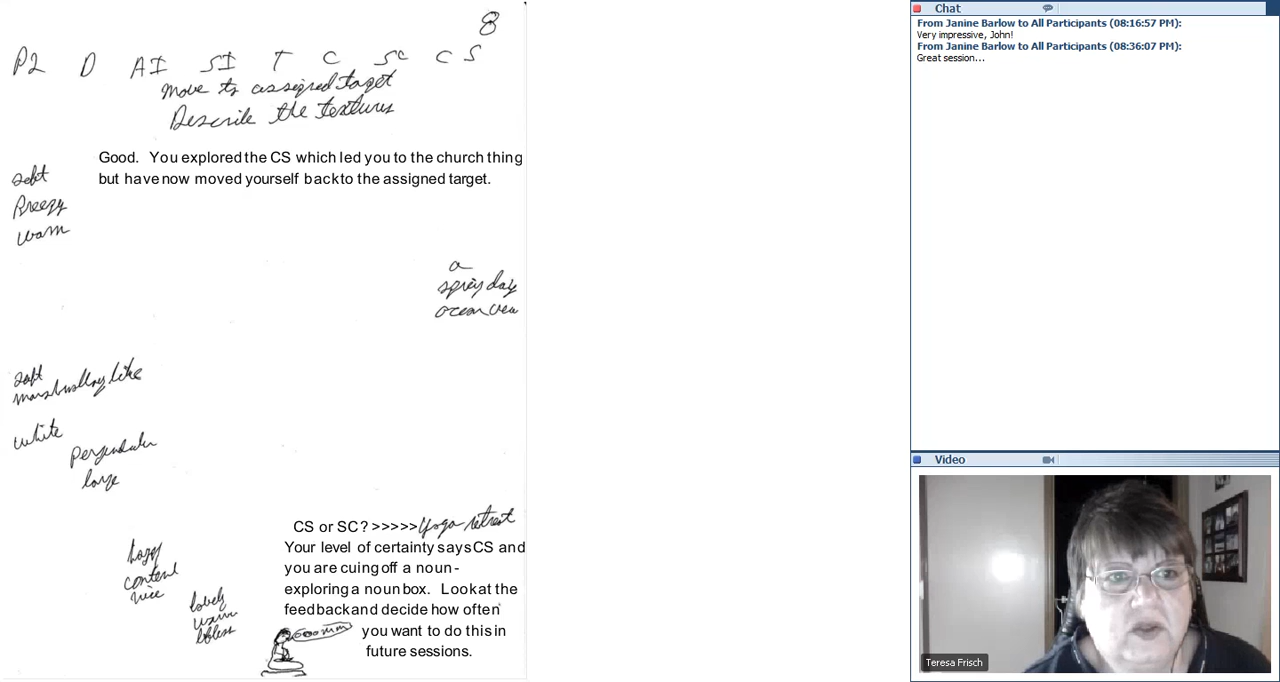 8
P2 D AI SI T C SC CS
Move to assigned target
Describe the textures
Good. You explored the CS which led you to the church thing
but have now moved yourself back to the assigned target.
soft
Breezy
warm
a
spring day
ocean view
soft
marshmallowy like
white
large
CS or SC? >>>>> Yoga retreat
Your level of certainty says CS and
you are cuing off a noun -
exploring a noun box. Look at the
feedback and decide how often
you want to do this in
future sessions.
content
nice
lovely
warm
Chat
From Janine Barlow to All Participants (08:16:57 PM):
Very impressive, John!
From Janine Barlow to All Participants (08:36:07 PM):
Great session...
Video
Teresa Frisch